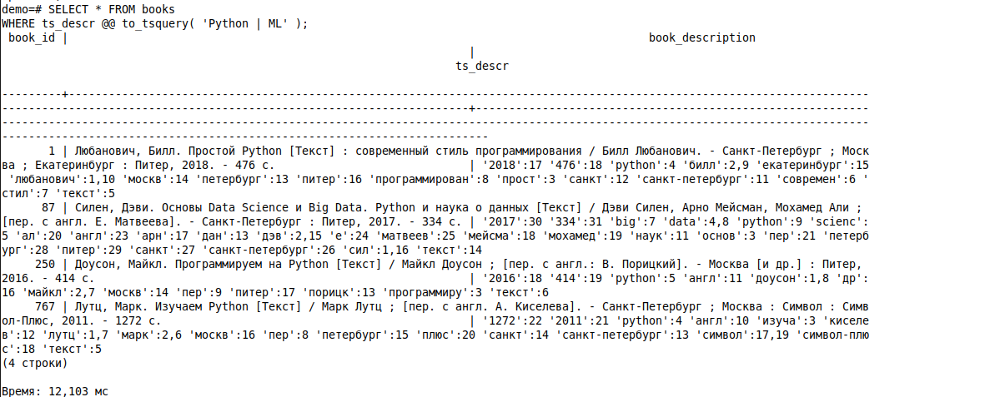 demo=# SELECT * FROM books
WHERE ts_descr @@ to_tsquery( 'Python | ML' );
 book_id |                                                                                       book_description
                                                                      |
                                                                    ts_descr
---------+------------------------------------------------------------------------------------------------------------------------
----------------------------------------------------------------------+-----------------------------------------------------------
----------------------------------------------------------------------------------------------------------------------------------
-------------------------------------------------------------------------
       1 | Любанович, Билл. Простой Python [Текст] : современный стиль программирования / Билл Любанович. - Санкт-Петербург ; Моск
ва ; Екатеринбург : Питер, 2018. - 476 с.                             | '2018':17 '476':18 'python':4 'билл':2,9 'екатеринбург':15
 'любанович':1,10 'москв':14 'петербург':13 'питер':16 'программирован':8 'прост':3 'санкт':12 'санкт-петербург':11 'современ':6 '
стил':7 'текст':5
      87 | Силен, Дэви. Основы Data Science и Big Data. Python и наука о данных [Текст] / Дэви Силен, Арно Мейсман, Мохамед Али ;
[пер. с англ. Е. Матвеева]. - Санкт-Петербург : Питер, 2017. - 334 с. | '2017':30 '334':31 'big':7 'data':4,8 'python':9 'scienc':
5 'ал':20 'англ':23 'арн':17 'дан':13 'дэв':2,15 'е':24 'матвеев':25 'мейсма':18 'мохамед':19 'наук':11 'основ':3 'пер':21 'петерб
ург':28 'питер':29 'санкт':27 'санкт-петербург':26 'сил':1,16 'текст':14
     250 | Доусон, Майкл. Программируем на Python [Текст] / Майкл Доусон ; [пер. с англ.: В. Порицкий]. - Москва [и др.] : Питер,
2016. - 414 с.                                                        | '2016':18 '414':19 'python':5 'англ':11 'доусон':1,8 'др':
16 'майкл':2,7 'москв':14 'пер':9 'питер':17 'порицк':13 'программиру':3 'текст':6
     767 | Лутц, Марк. Изучаем Python [Текст] / Марк Лутц ; [пер. с англ. А. Киселева]. - Санкт-Петербург ; Москва : Символ : Симв
ол-Плюс, 2011. - 1272 с.                                              | '1272':22 '2011':21 'python':4 'англ':10 'изуча':3 'киселе
в':12 'лутц':1,7 'марк':2,6 'москв':16 'пер':8 'петербург':15 'плюс':20 'санкт':14 'санкт-петербург':13 'символ':17,19 'символ-плю
с':18 'текст':5
(4 строки)
Время: 12,103 мс